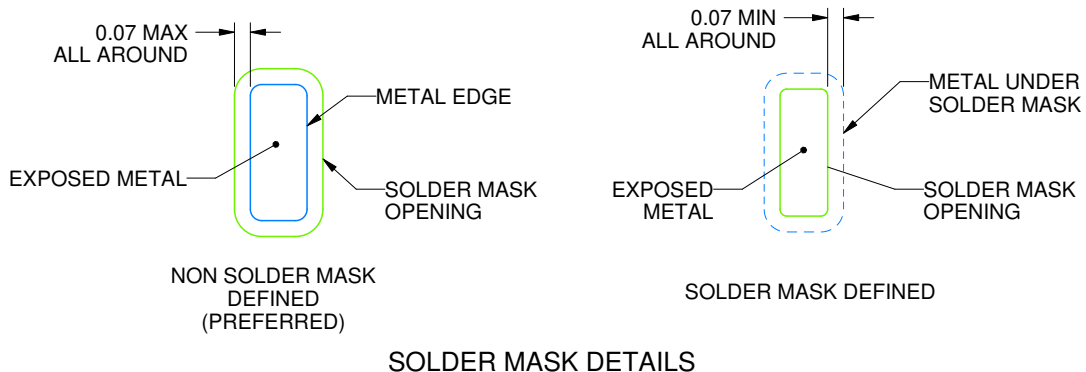 0.07 MAX
ALL AROUND
METAL EDGE
EXPOSED METAL
SOLDER MASK
OPENING
NON SOLDER MASK
DEFINED
(PREFERRED)
0.07 MIN
ALL AROUND
METAL UNDER
SOLDER MASK
EXPOSED
METAL
SOLDER MASK
OPENING
SOLDER MASK DEFINED
SOLDER MASK DETAILS